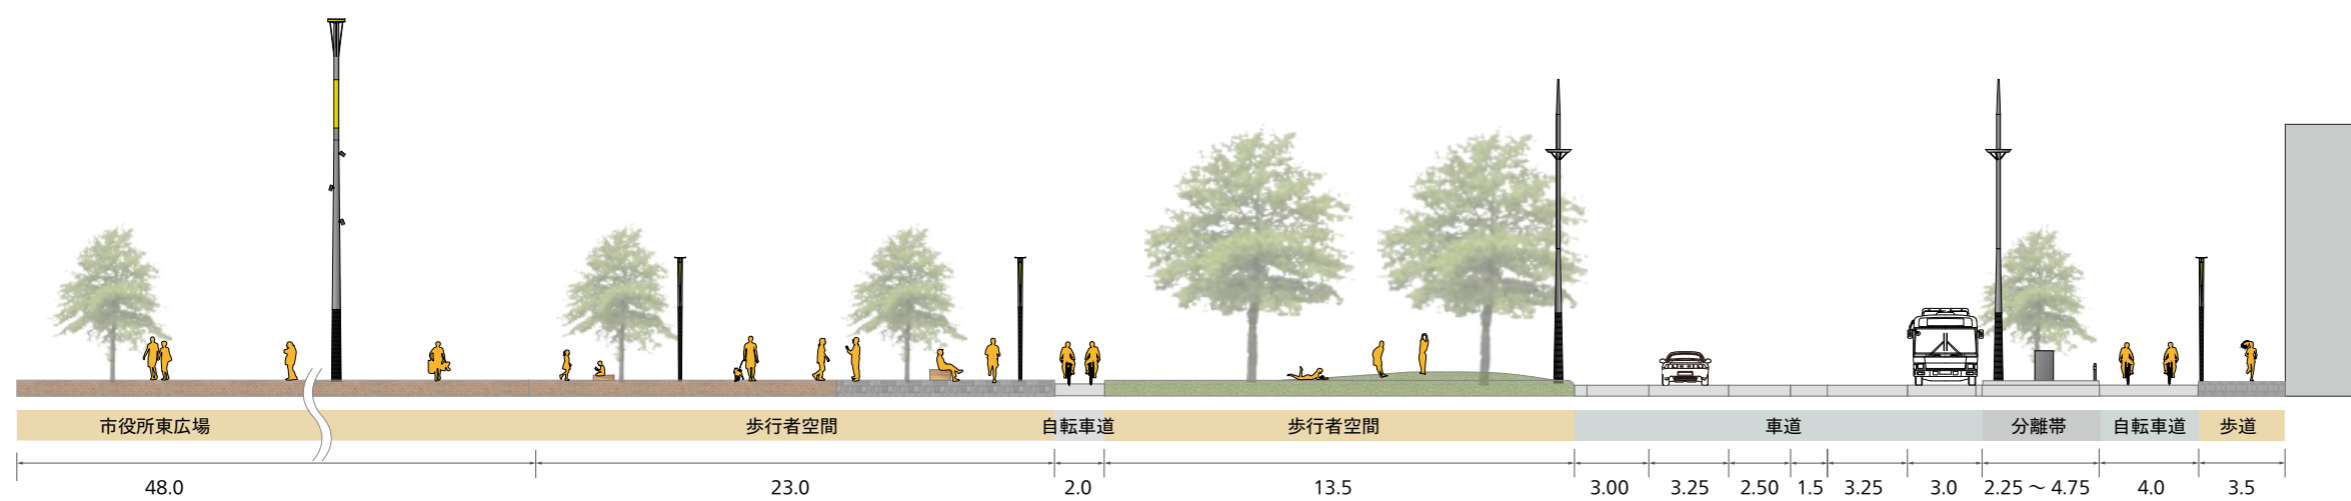 市役所東広場 歩行者空間 自転車道 歩行者空間 車道 分離帯 自転車道 歩道
48.0 23.0 2.0 13.5 3.00 3.25 2.50 1.5 3.25 3.0 2.25 ～ 4.75 4.0 3.5